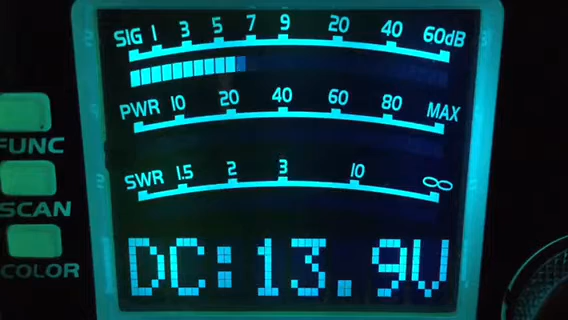 SIG 1 3 5 7 9 20 40 60dB
PWR 10 20 40 60 80 MAX
FUNC
SWR 1.5 2 3 10 ∞
SCAN
DC:13.9V
COLOR